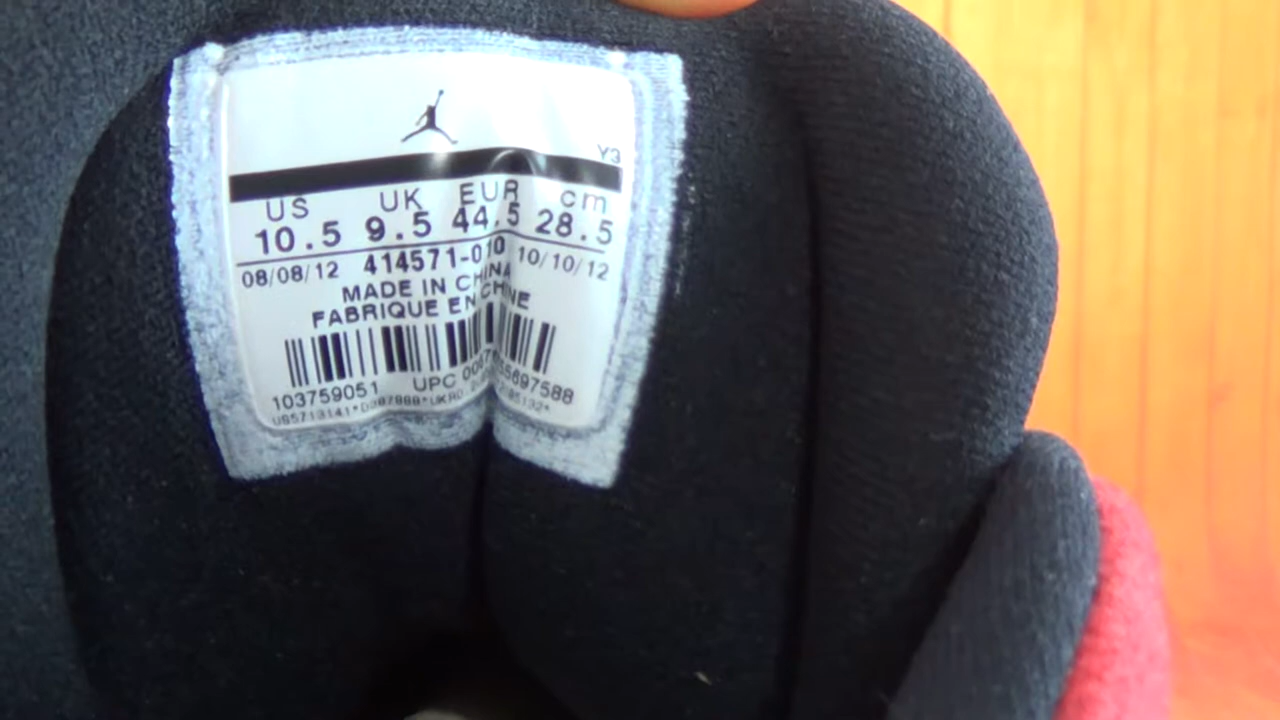 Y3
US UK EUR cm
10.5 9.5 44.5 28.5
08/08/12 414571-010 10/10/12
MADE IN CHINA
FABRIQUE EN CHINE
103759051 UPC